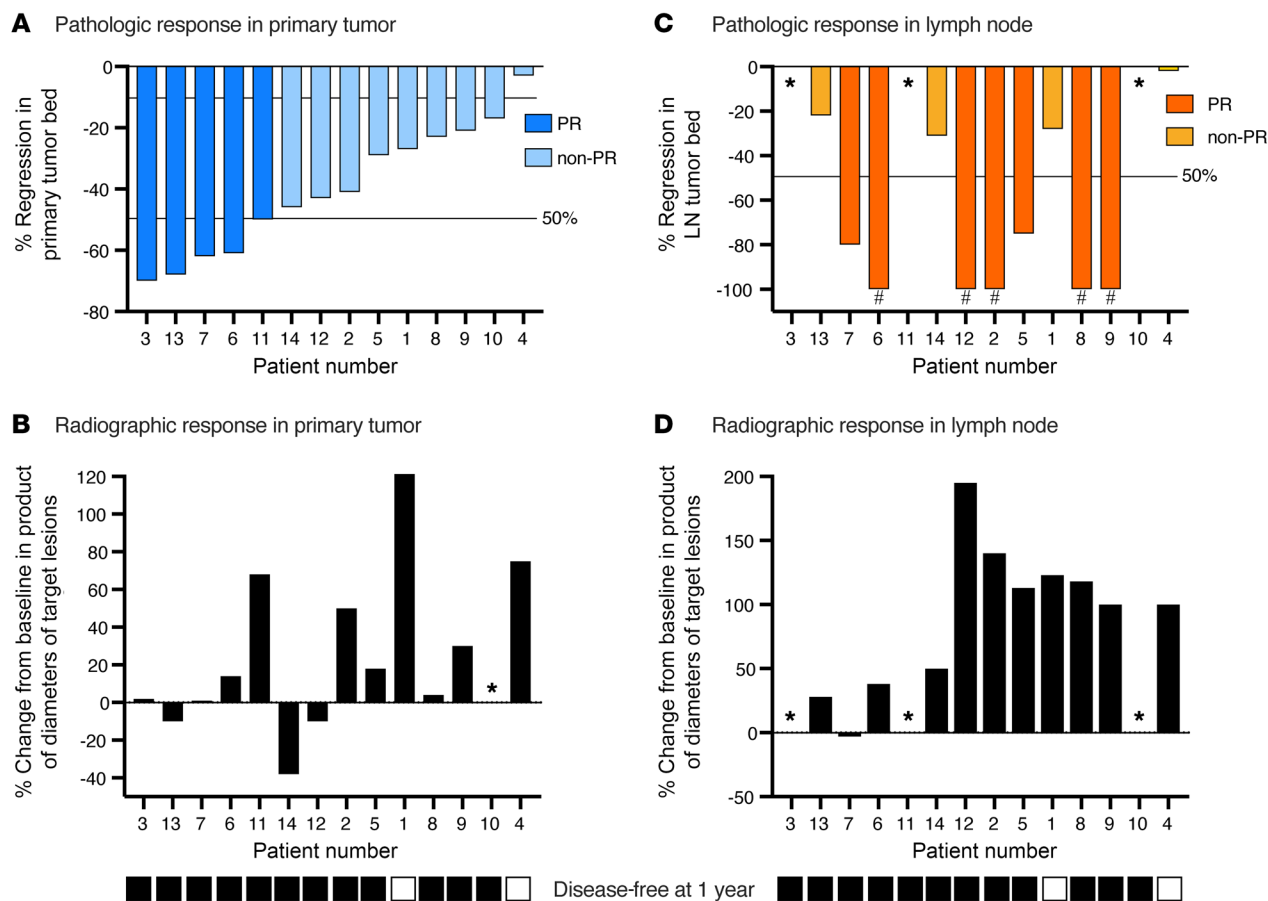 A Pathologic response in primary tumor
% Regression in
primary tumor bed
0
-20
-40
-60
-80
PR
non-PR
50%
3 13 7 6 11 14 12 2 5 1 8 9 10 4
Patient number
C Pathologic response in lymph node
% Regression in
LN tumor bed
0
-20
-40
-60
-80
-100
* * *
PR
non-PR
50%
# # # # #
3 13 7 6 11 14 12 2 5 1 8 9 10 4
Patient number
B Radiographic response in primary tumor
% Change from baseline in product
of diameters of target lesions
120
100
80
60
40
20
0
-20
-40
*
3 13 7 6 11 14 12 2 5 1 8 9 10 4
Patient number
D Radiographic response in lymph node
% Change from baseline in product
of diameters of target lesions
200
150
100
50
0
-50
* * *
3 13 7 6 11 14 12 2 5 1 8 9 10 4
Patient number
Disease-free at 1 year